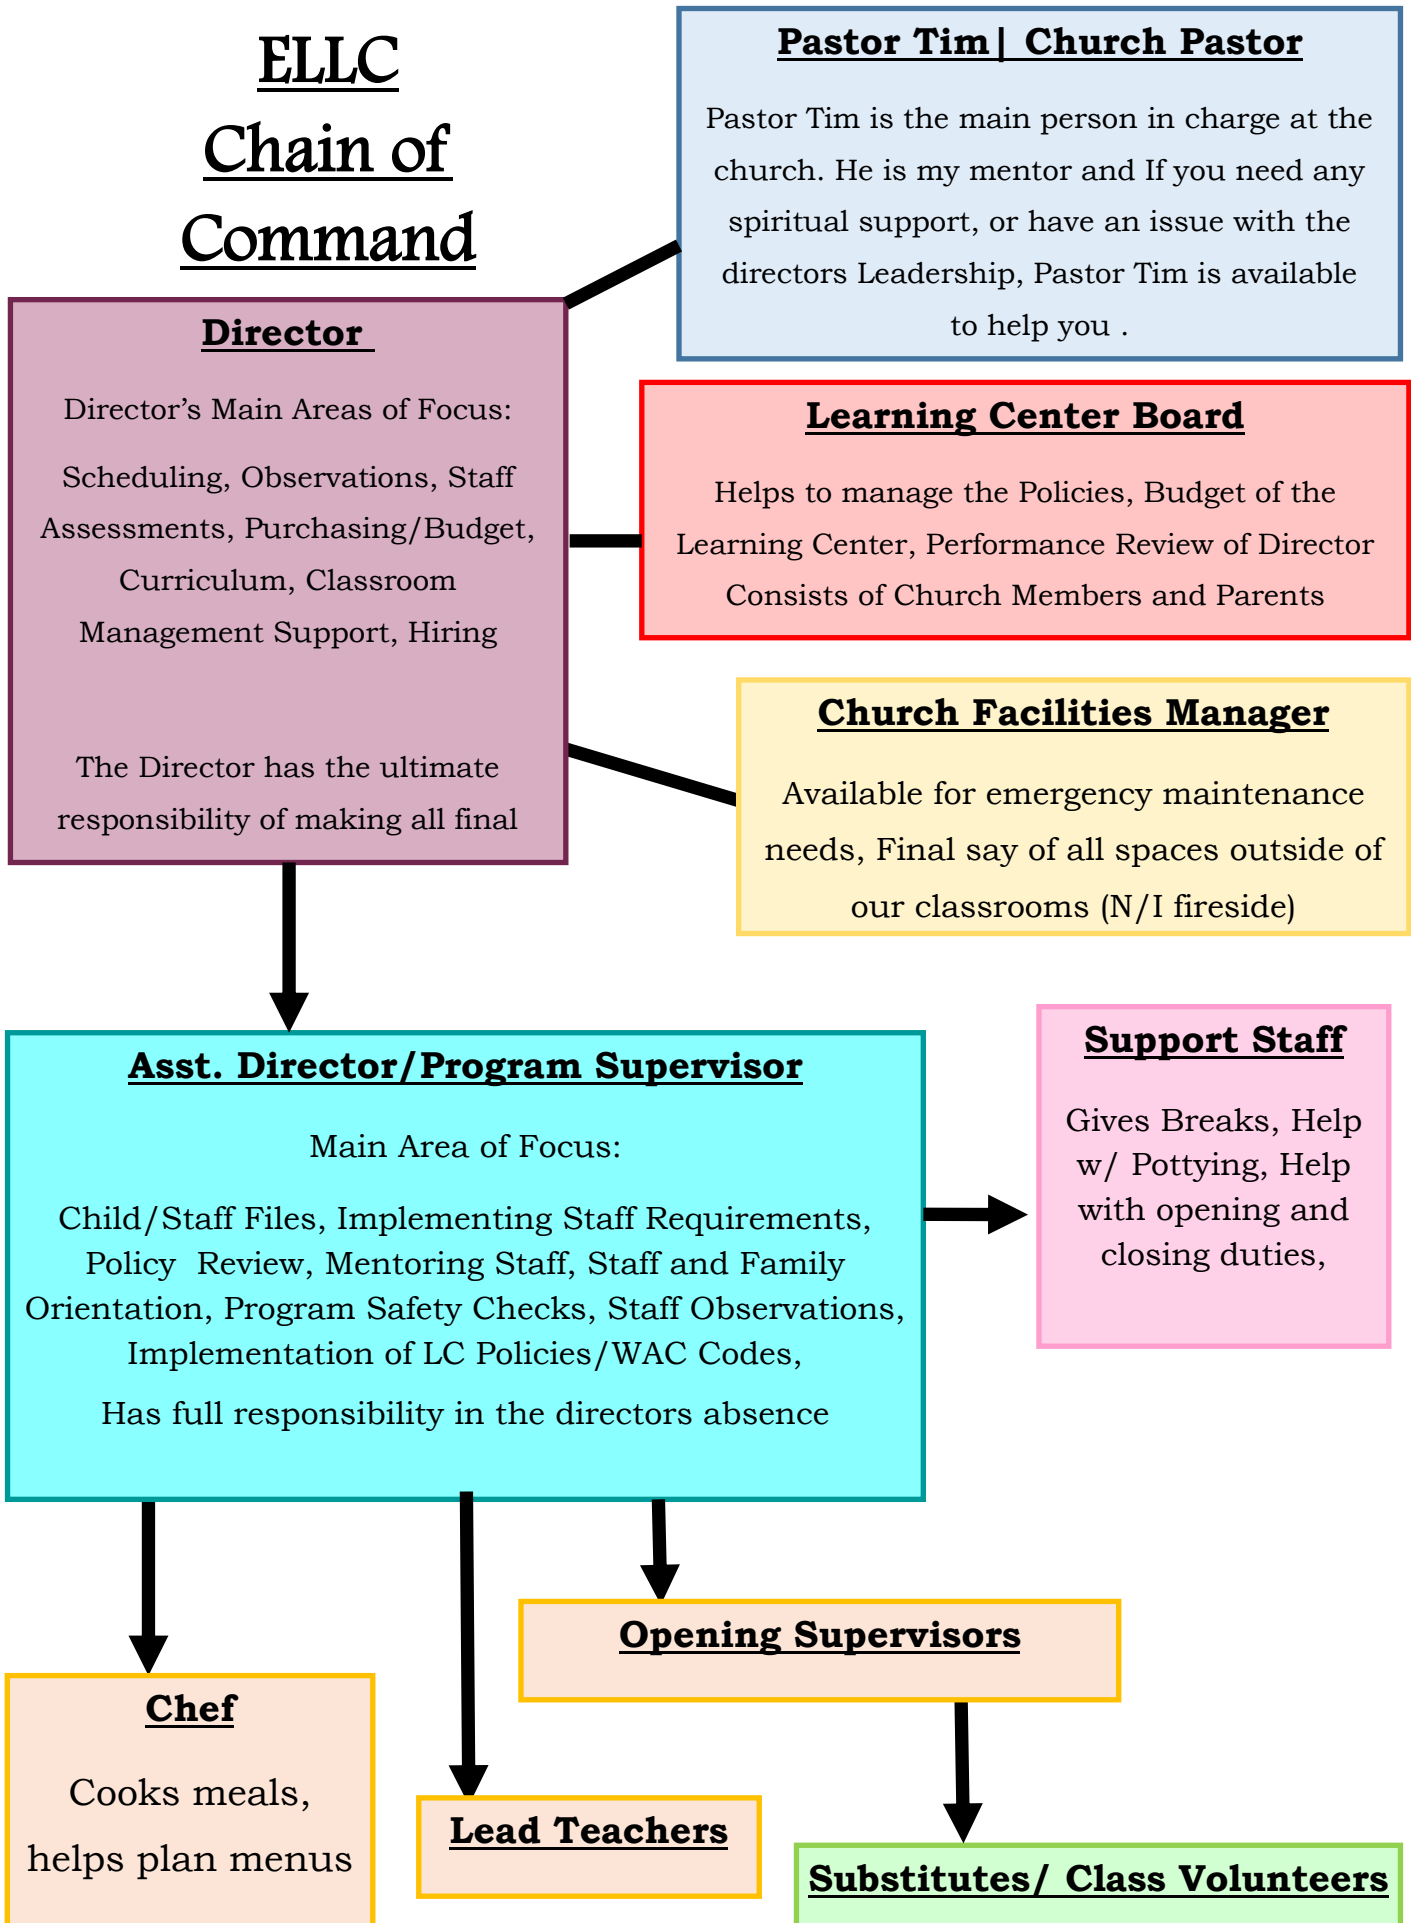 ELLC
Chain of
Command
Pastor Tim| Church Pastor
Pastor Tim is the main person in charge at the
church. He is my mentor and If you need any
spiritual support, or have an issue with the
directors Leadership, Pastor Tim is available
to help you .
Director
Director’s Main Areas of Focus:
Scheduling, Observations, Staff
Assessments, Purchasing/Budget,
Curriculum, Classroom
Management Support, Hiring
The Director has the ultimate
responsibility of making all final
Learning Center Board
Helps to manage the Policies, Budget of the
Learning Center, Performance Review of Director
Consists of Church Members and Parents
Church Facilities Manager
Available for emergency maintenance
needs, Final say of all spaces outside of
our classrooms (N/I fireside)
Asst. Director/Program Supervisor
Main Area of Focus:
Child/Staff Files, Implementing Staff Requirements,
Policy  Review, Mentoring Staff, Staff and Family
Orientation, Program Safety Checks, Staff Observations,
Implementation of LC Policies/WAC Codes,
Has full responsibility in the directors absence
Support Staff
Gives Breaks, Help
w/ Pottying, Help
with opening and
closing duties,
Opening Supervisors
Chef
Cooks meals,
helps plan menus
Lead Teachers
Substitutes/ Class Volunteers